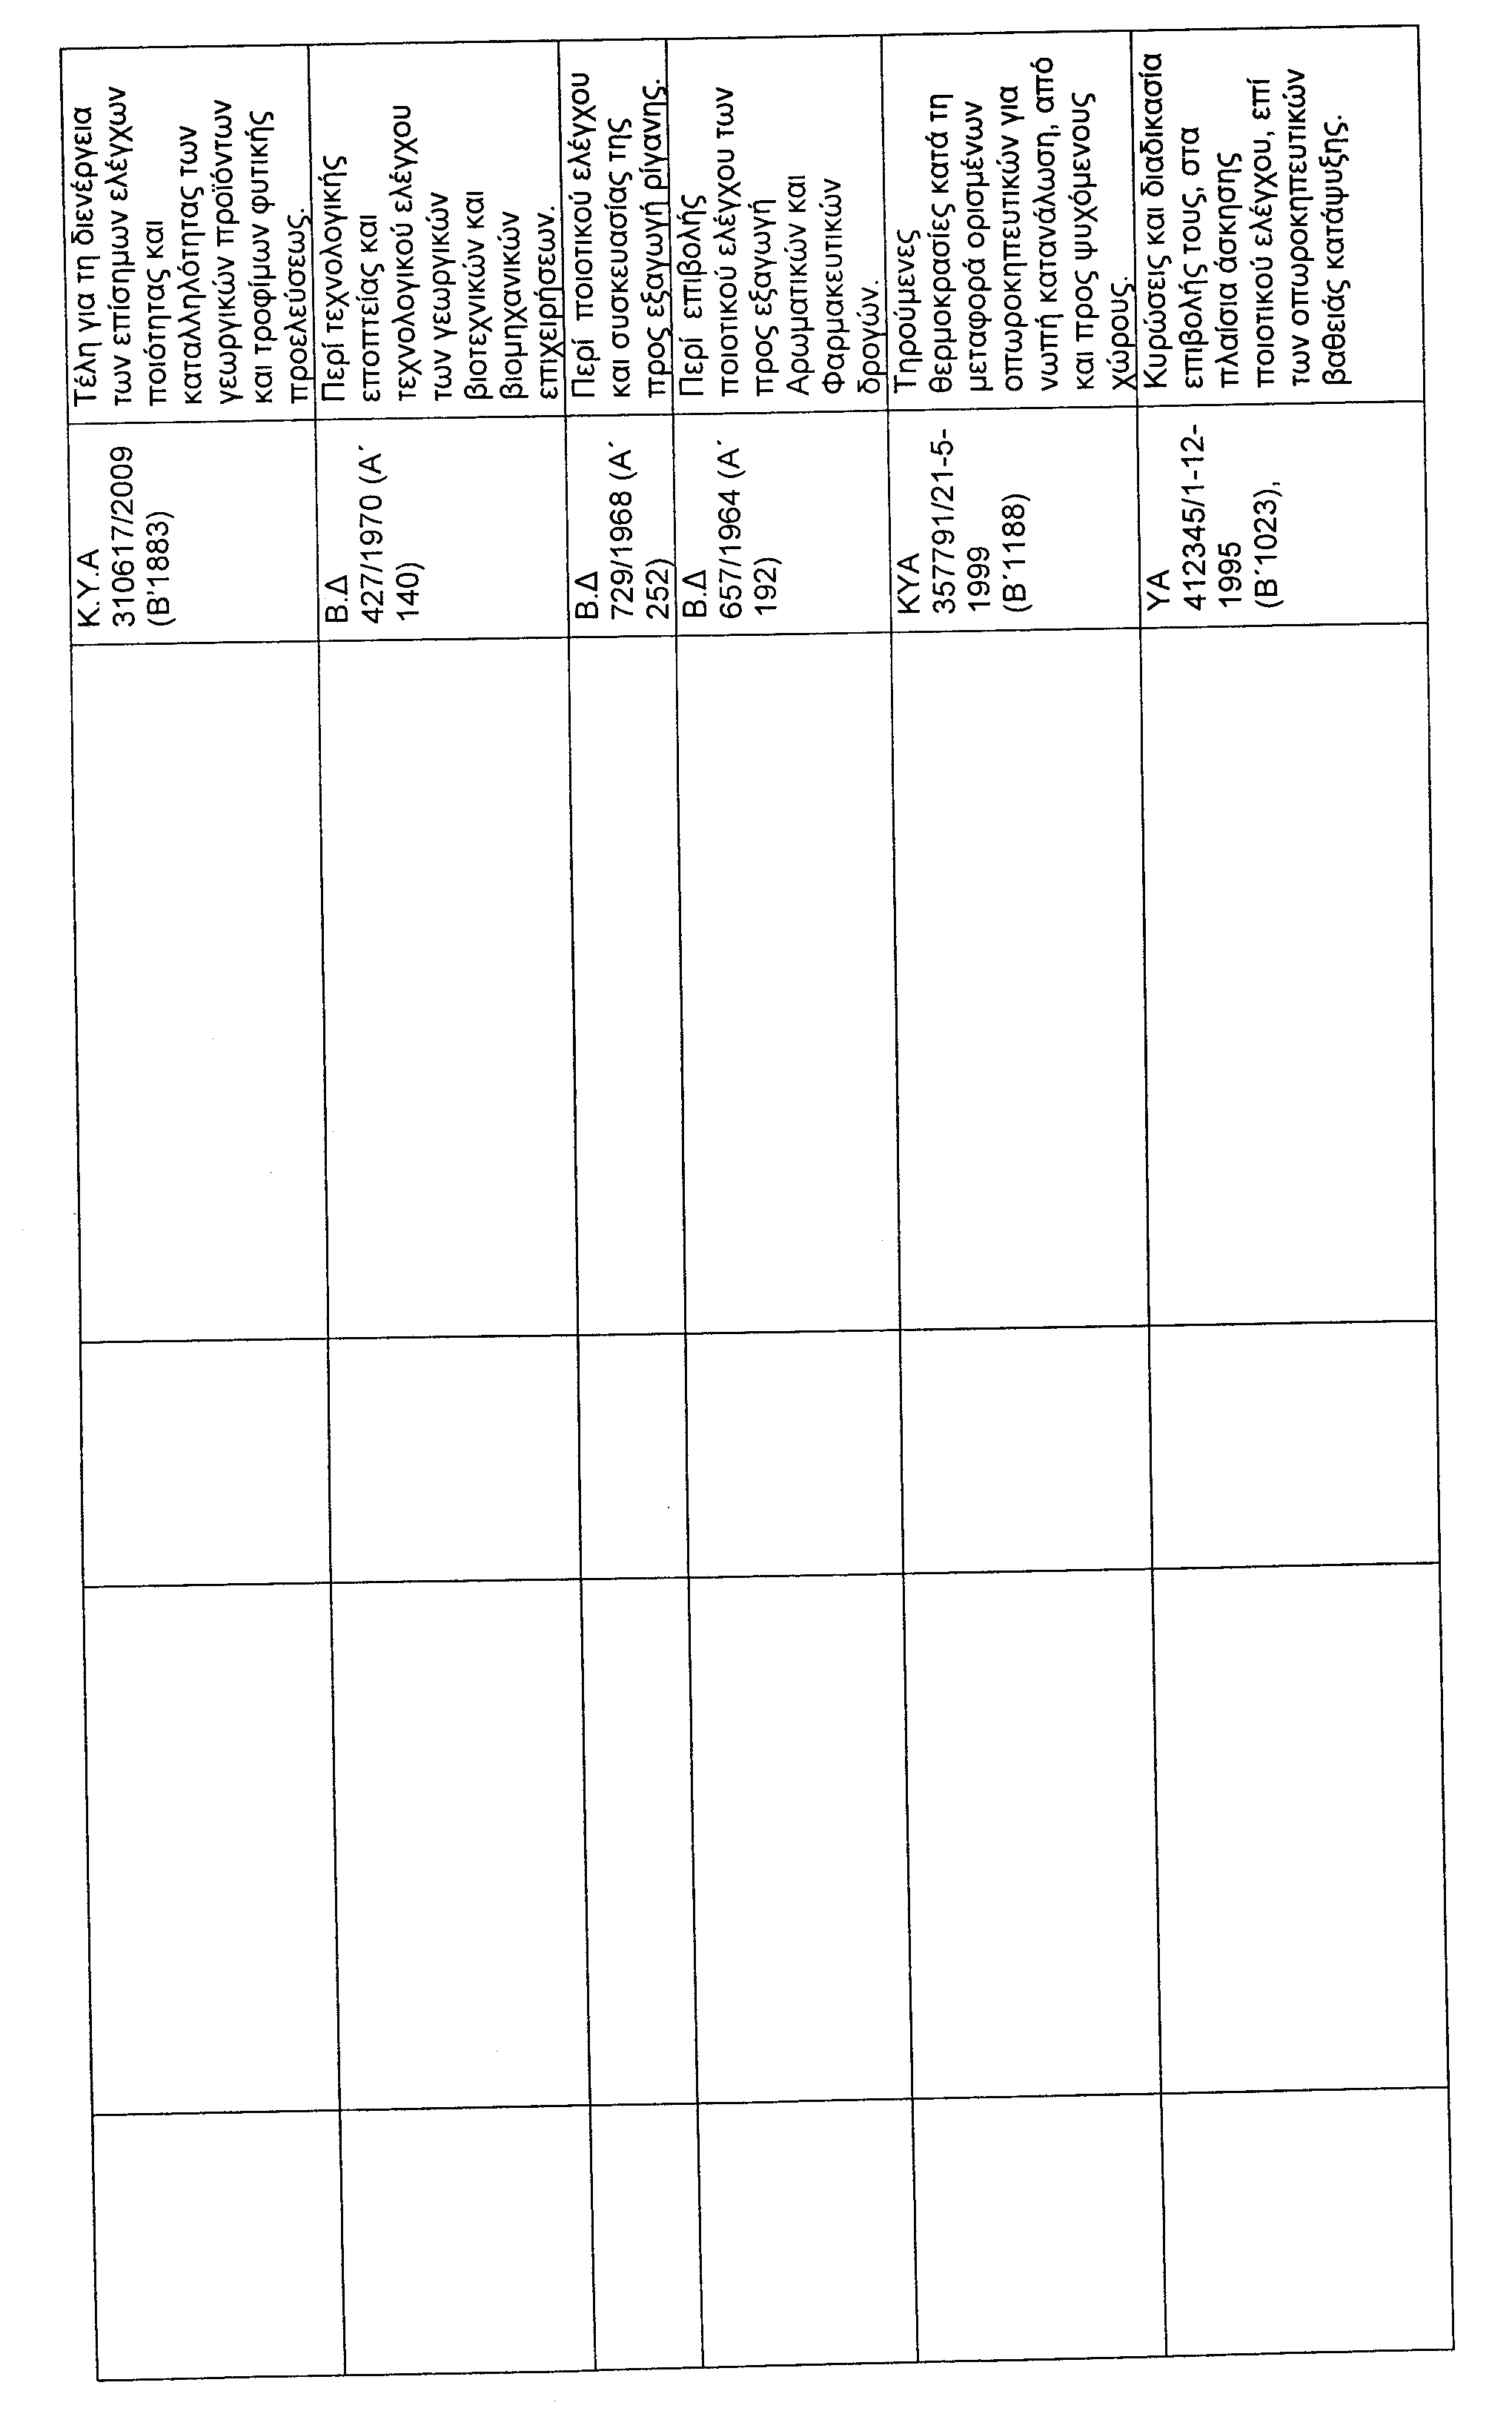 Κ.Υ.Α
310617/2009
(Β’1883)
Τέλη για τη διενέργεια
των επίσημων ελέγχων
ποιότητας και
καταλληλότητας των
γεωργικών προϊόντων
και τροφίμων φυτικής
προελεύσεως.
Β.Δ
427/1970 (Α΄
140)
Περί τεχνολογικής
εποπτείας και
τεχνολογικού ελέγχου
των γεωργικών
βιοτεχνικών και
βιομηχανικών
επιχειρήσεων.
Β.Δ
729/1968 (Α΄
252)
Περί ποιοτικού ελέγχου
και συσκευασίας της
προς εξαγωγή ρίγανης.
Β.Δ
657/1964 (Α΄
192)
Περί επιβολής
ποιοτικού ελέγχου των
προς εξαγωγή
Αρωματικών και
Φαρμακευτικών
δρογών.
ΚΥΑ
357791/21-5-
1999
(Β΄1188)
Τηρούμενες
θερμοκρασίες κατά τη
μεταφορά ορισμένων
οπωροκηπευτικών για
νωπή κατανάλωση, από
και προς ψυχόμενους
χώρους.
ΥΑ
412345/1-12-
1995
(Β΄1023),
Κυρώσεις και διαδικασία
επιβολής τους, στα
πλαίσια άσκησης
ποιοτικού ελέγχου, επί
των οπωροκηπευτικών
βαθειάς κατάψυξης.